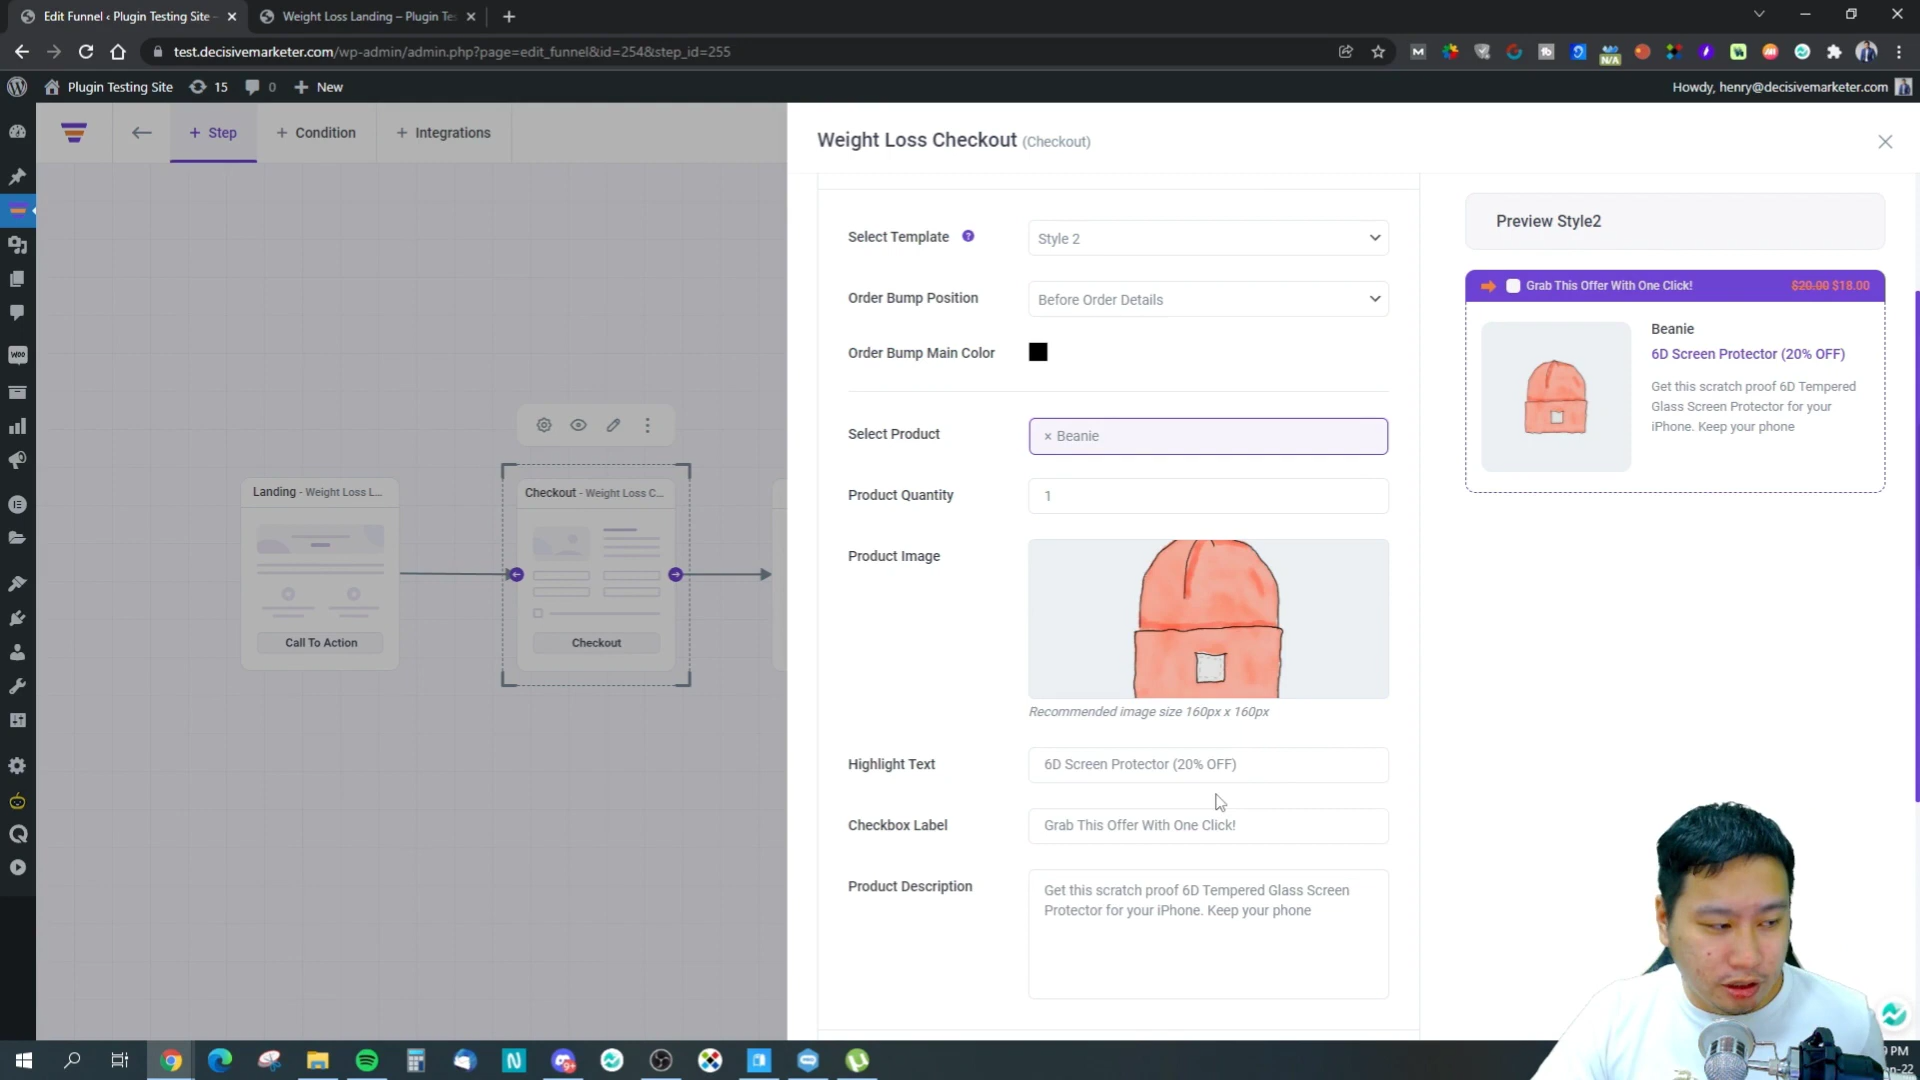 Edit Funnel ‹ Plugin Testing Site –
Weight Loss Landing – Plugin Te
test.decisivemarketer.com/wp-admin/admin.php?page=edit_funnel&id=254&step_id=255
N/A
Plugin Testing Site
15
0
New
Howdy, henry@decisivemarketer.com
+ Step
+ Condition
+ Integrations
Weight Loss Checkout (Checkout)
Select Template
Style 2
Order Bump Position
Before Order Details
Order Bump Main Color
Select Product
× Beanie
Product Quantity
1
Product Image
Recommended image size 160px x 160px
Highlight Text
6D Screen Protector (20% OFF)
Checkbox Label
Grab This Offer With One Click!
Product Description
Get this scratch proof 6D Tempered Glass Screen
Protector for your iPhone. Keep your phone
Preview Style2
Grab This Offer With One Click!
$20.00 $18.00
Beanie
6D Screen Protector (20% OFF)
Get this scratch proof 6D Tempered
Glass Screen Protector for your
iPhone. Keep your phone
Landing - Weight Loss L...
Call To Action
Checkout - Weight Loss C...
Checkout
WOO
PM